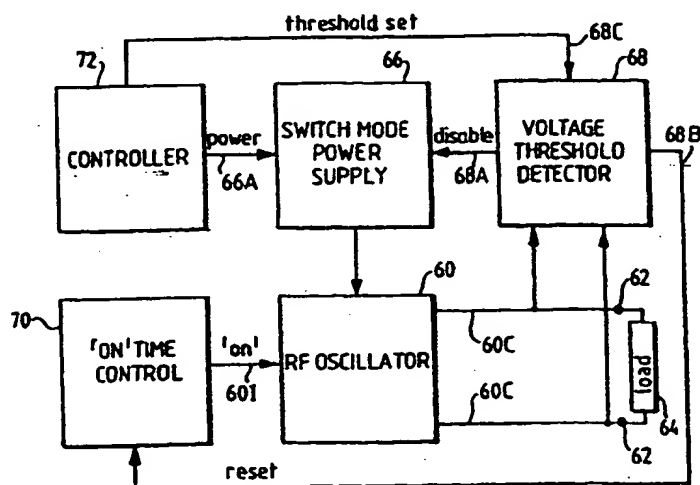 threshold set
68C
72
66
68
CONTROLLER
power
66A
SWITCH MODE
POWER
SUPPLY
disable
68A
VOLTAGE
THRESHOLD
DETECTOR
68B
60
62
70
'ON' TIME
CONTROL
'on'
601
RF OSCILLATOR
60C
60C
load
64
62
reset